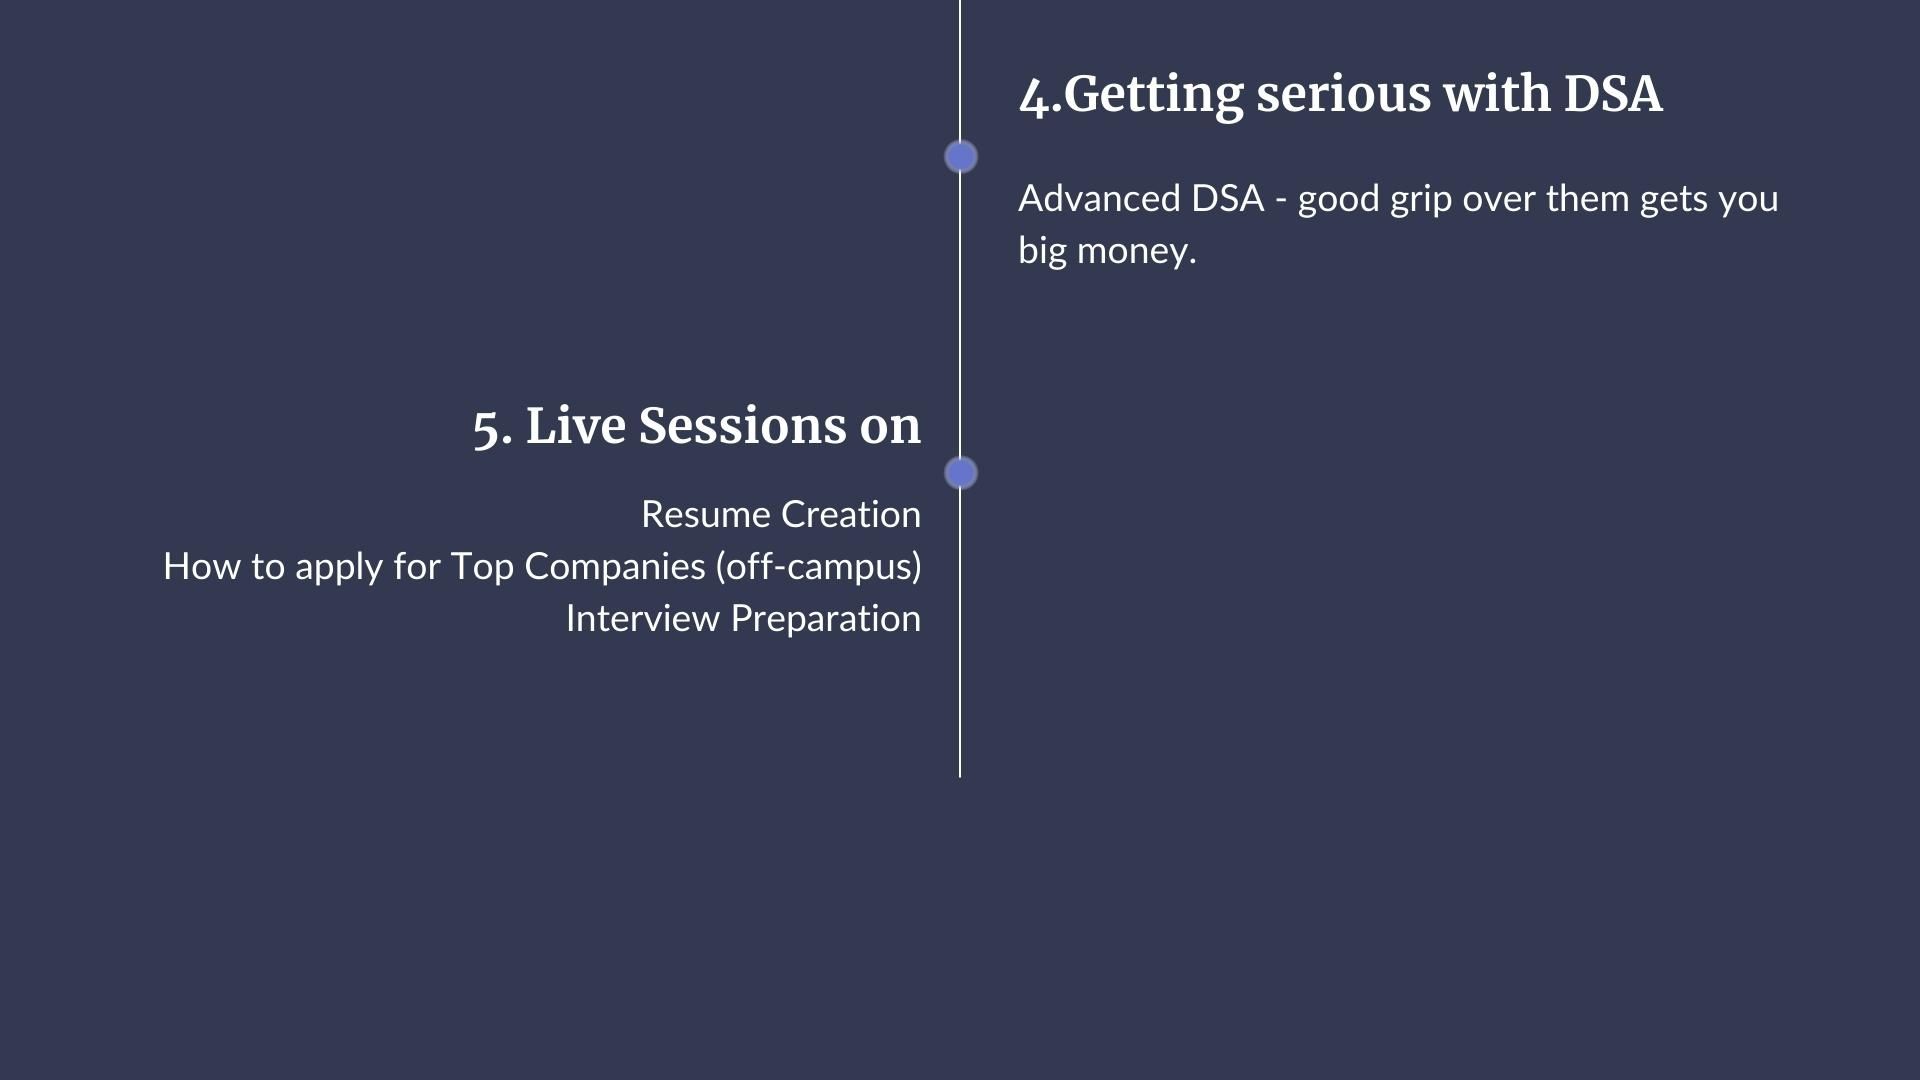 4.Getting serious with DSA
Advanced DSA - good grip over them gets you
big money.
5. Live Sessions on
Resume Creation
How to apply for Top Companies (off-campus)
Interview Preparation